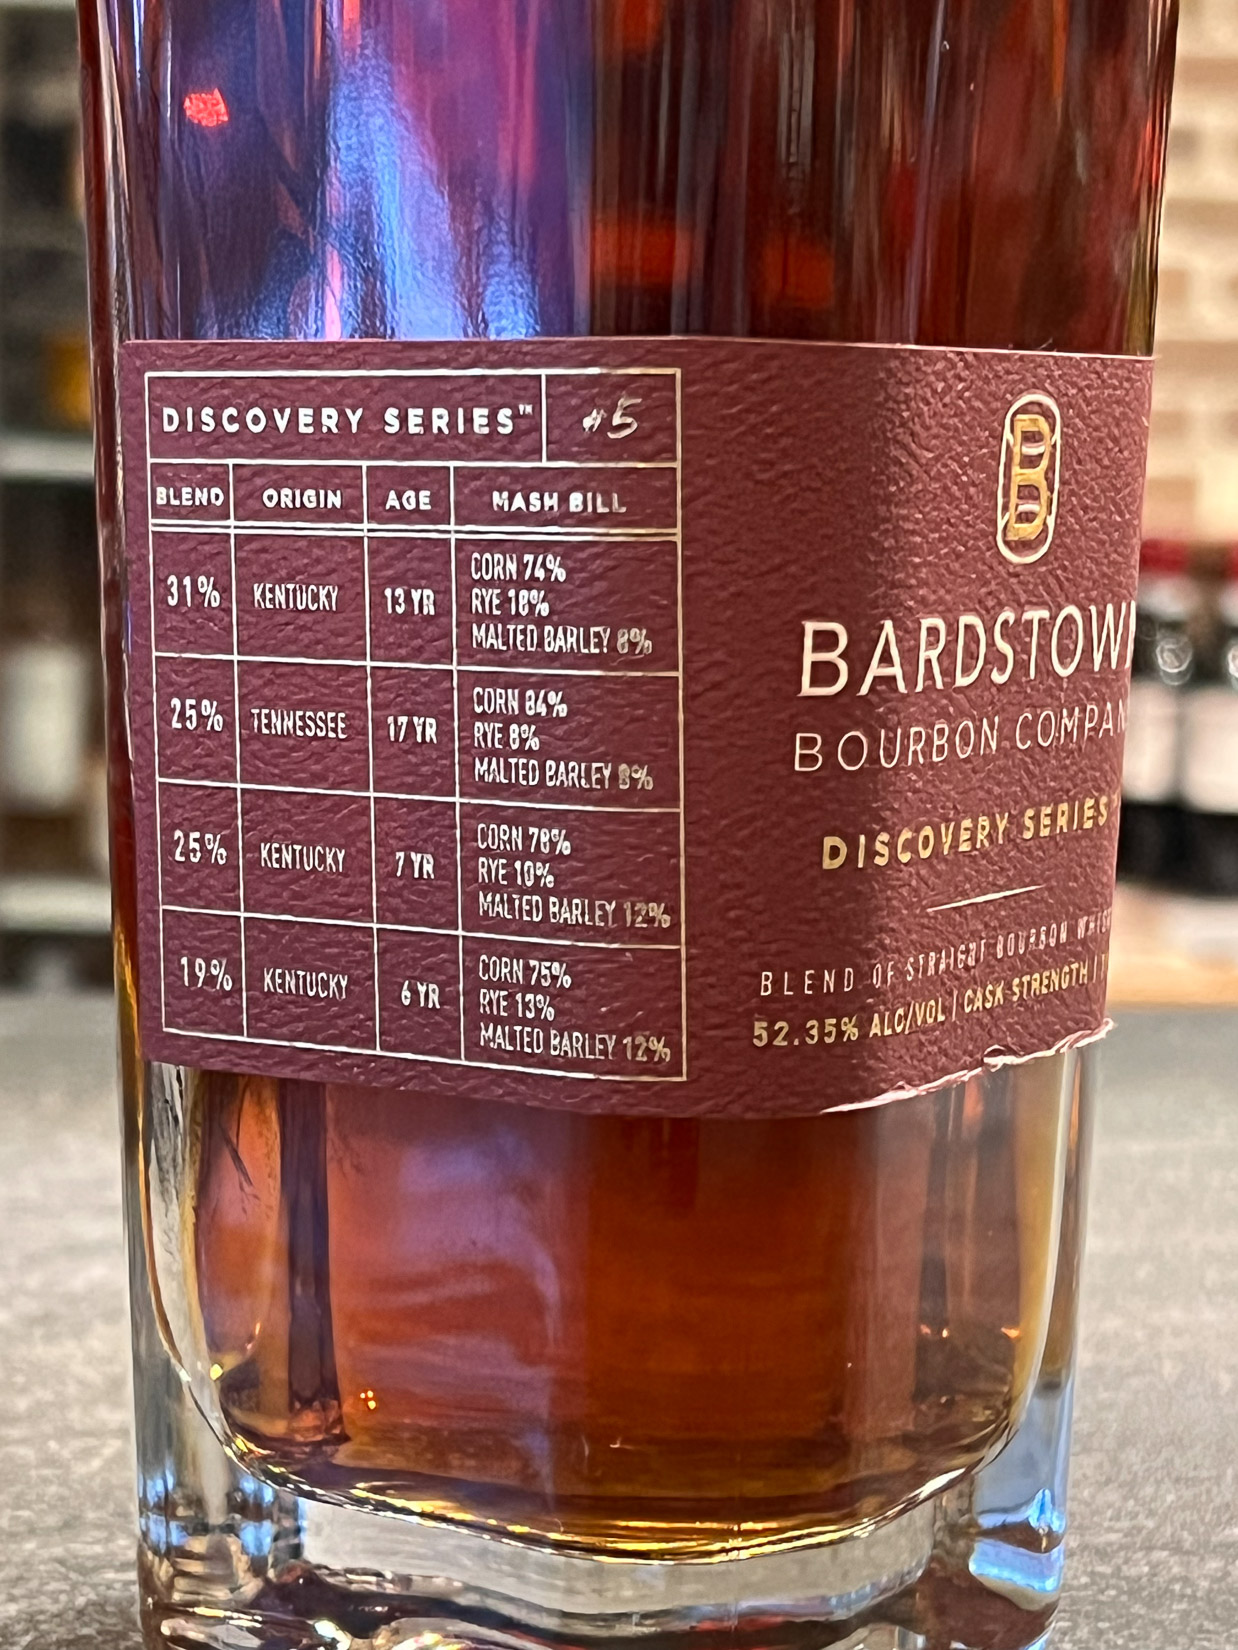 DISCOVERY SERIES™ #5
BLEND ORIGIN AGE MASH BILL
31% KENTUCKY 13 YR CORN 74%
RYE 18%
MALTED BARLEY 8%
25% TENNESSEE 17 YR CORN 84%
RYE 8%
MALTED BARLEY 8%
25% KENTUCKY 7 YR CORN 78%
RYE 10%
MALTED BARLEY 12%
19% KENTUCKY 6 YR CORN 75%
RYE 13%
MALTED BARLEY 12%
B
BARDSTOW
BOURBON COMPAN
DISCOVERY SERIES
BLEND OF STRAIGHT BOURBON WHIS
52.35% ALC/VOL | CASK STRENGTH |